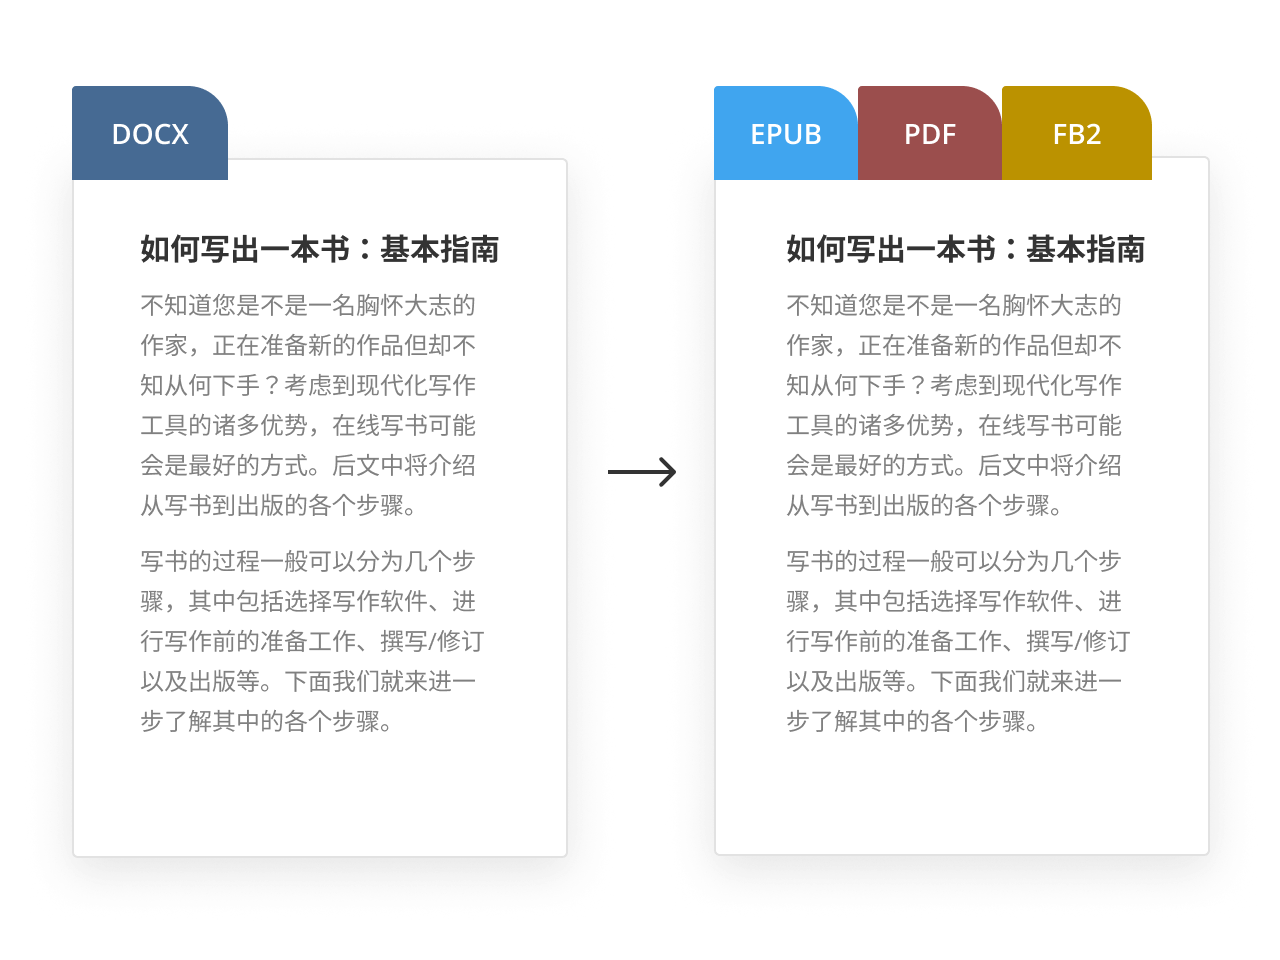 DOCX
如何写出一本书：基本指南
不知道您是不是一名胸怀大志的
作家，正在准备新的作品但却不
知从何下手？考虑到现代化写作
工具的诸多优势，在线写书可能
会是最好的方式。后文中将介绍
从写书到出版的各个步骤。
写书的过程一般可以分为几个步
骤，其中包括选择写作软件、进
行写作前的准备工作、撰写/修订
以及出版等。下面我们就来进一
步了解其中的各个步骤。
EPUB
PDF
FB2
如何写出一本书：基本指南
不知道您是不是一名胸怀大志的
作家，正在准备新的作品但却不
知从何下手？考虑到现代化写作
工具的诸多优势，在线写书可能
会是最好的方式。后文中将介绍
从写书到出版的各个步骤。
写书的过程一般可以分为几个步
骤，其中包括选择写作软件、进
行写作前的准备工作、撰写/修订
以及出版等。下面我们就来进一
步了解其中的各个步骤。